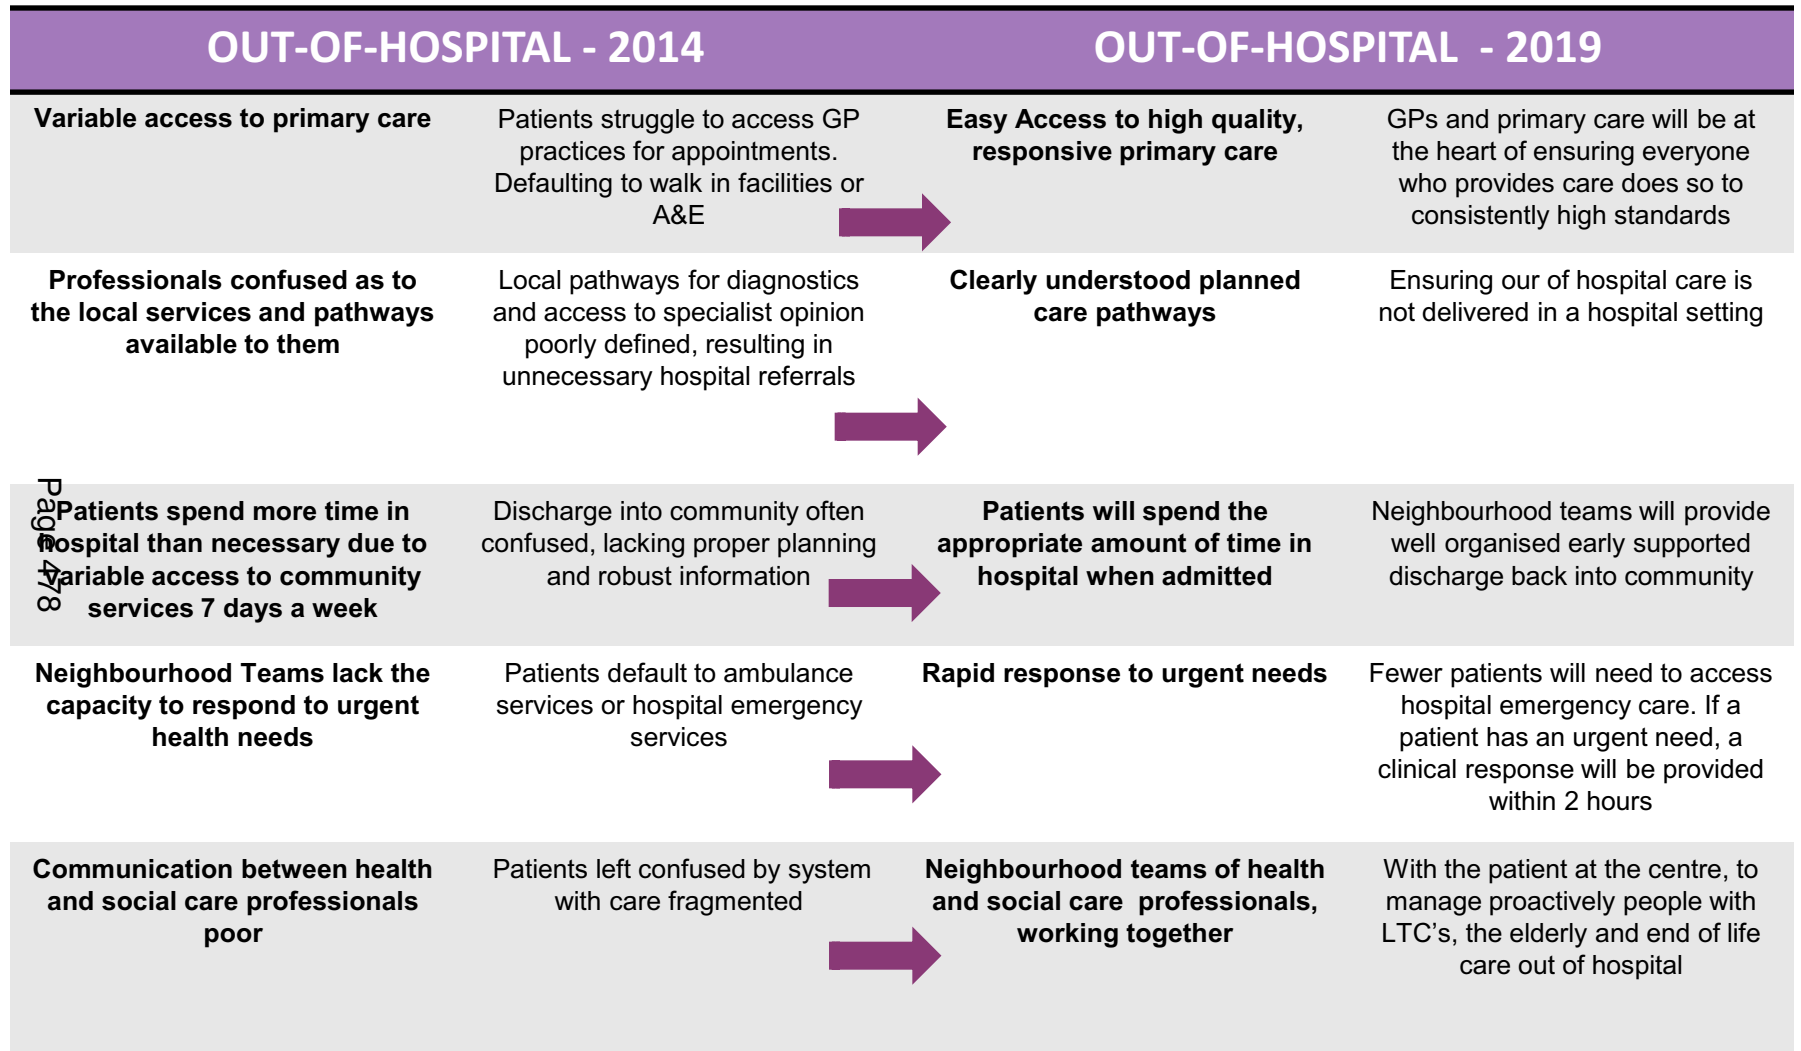 OUT-OF-HOSPITAL - 2014
OUT-OF-HOSPITAL - 2019
Variable access to primary care
Patients struggle to access GP
practices for appointments.
Defaulting to walk in facilities or
A&E
Easy Access to high quality,
responsive primary care
GPs and primary care will be at
the heart of ensuring everyone
who provides care does so to
consistently high standards
Professionals confused as to
the local services and pathways
available to them
Local pathways for diagnostics
and access to specialist opinion
poorly defined, resulting in
unnecessary hospital referrals
Clearly understood planned
care pathways
Ensuring our of hospital care is
not delivered in a hospital setting
Patients spend more time in
hospital than necessary due to
variable access to community
services 7 days a week
Discharge into community often
confused, lacking proper planning
and robust information
Patients will spend the
appropriate amount of time in
hospital when admitted
Neighbourhood teams will provide
well organised early supported
discharge back into community
Neighbourhood Teams lack the
capacity to respond to urgent
health needs
Patients default to ambulance
services or hospital emergency
services
Rapid response to urgent needs
Fewer patients will need to access
hospital emergency care. If a
patient has an urgent need, a
clinical response will be provided
within 2 hours
Communication between health
and social care professionals
poor
Patients left confused by system
with care fragmented
Neighbourhood teams of health
and social care professionals,
working together
With the patient at the centre, to
manage proactively people with
LTC's, the elderly and end of life
care out of hospital
Page 478